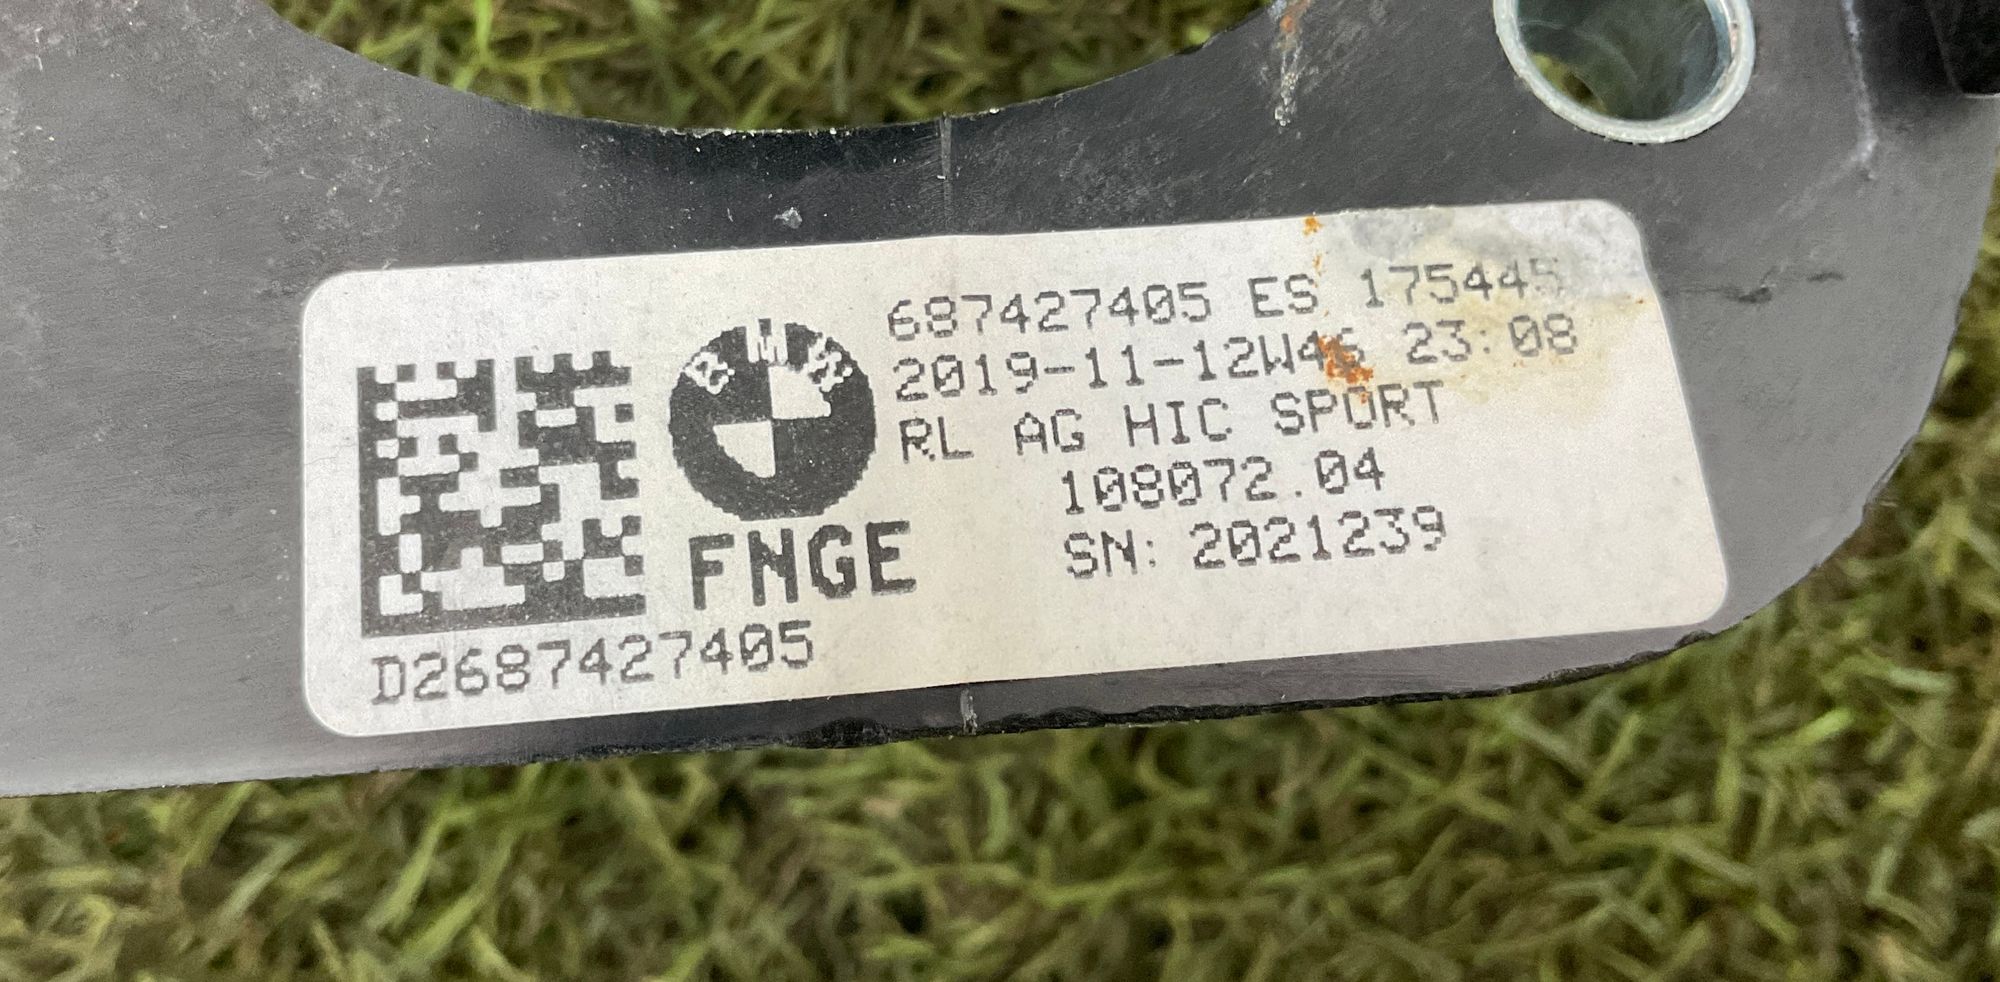 687427405 ES 175445
2019-11-12W46 23:08
RL AG HIC SPORT
108072.04
SN: 2021239
BMW
FNGE
D2687427405